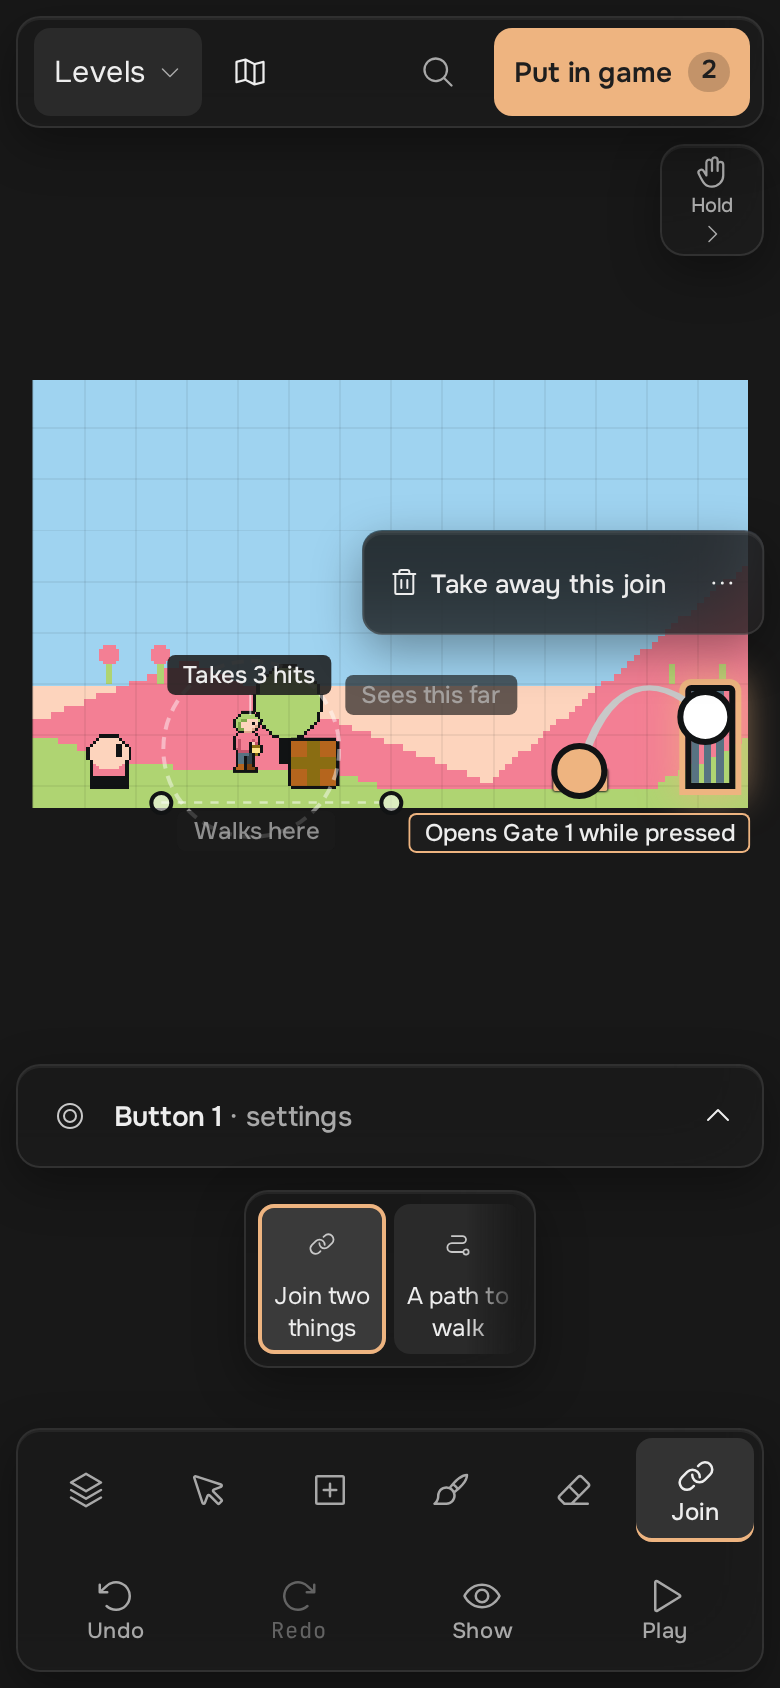 Levels
Put in game 2
Hold
Take away this join
Takes 3 hits
Sees this far
Walks here
Opens Gate 1 while pressed
Button 1 · settings
Join two
things
A path to
walk
Join
Undo
Redo
Show
Play